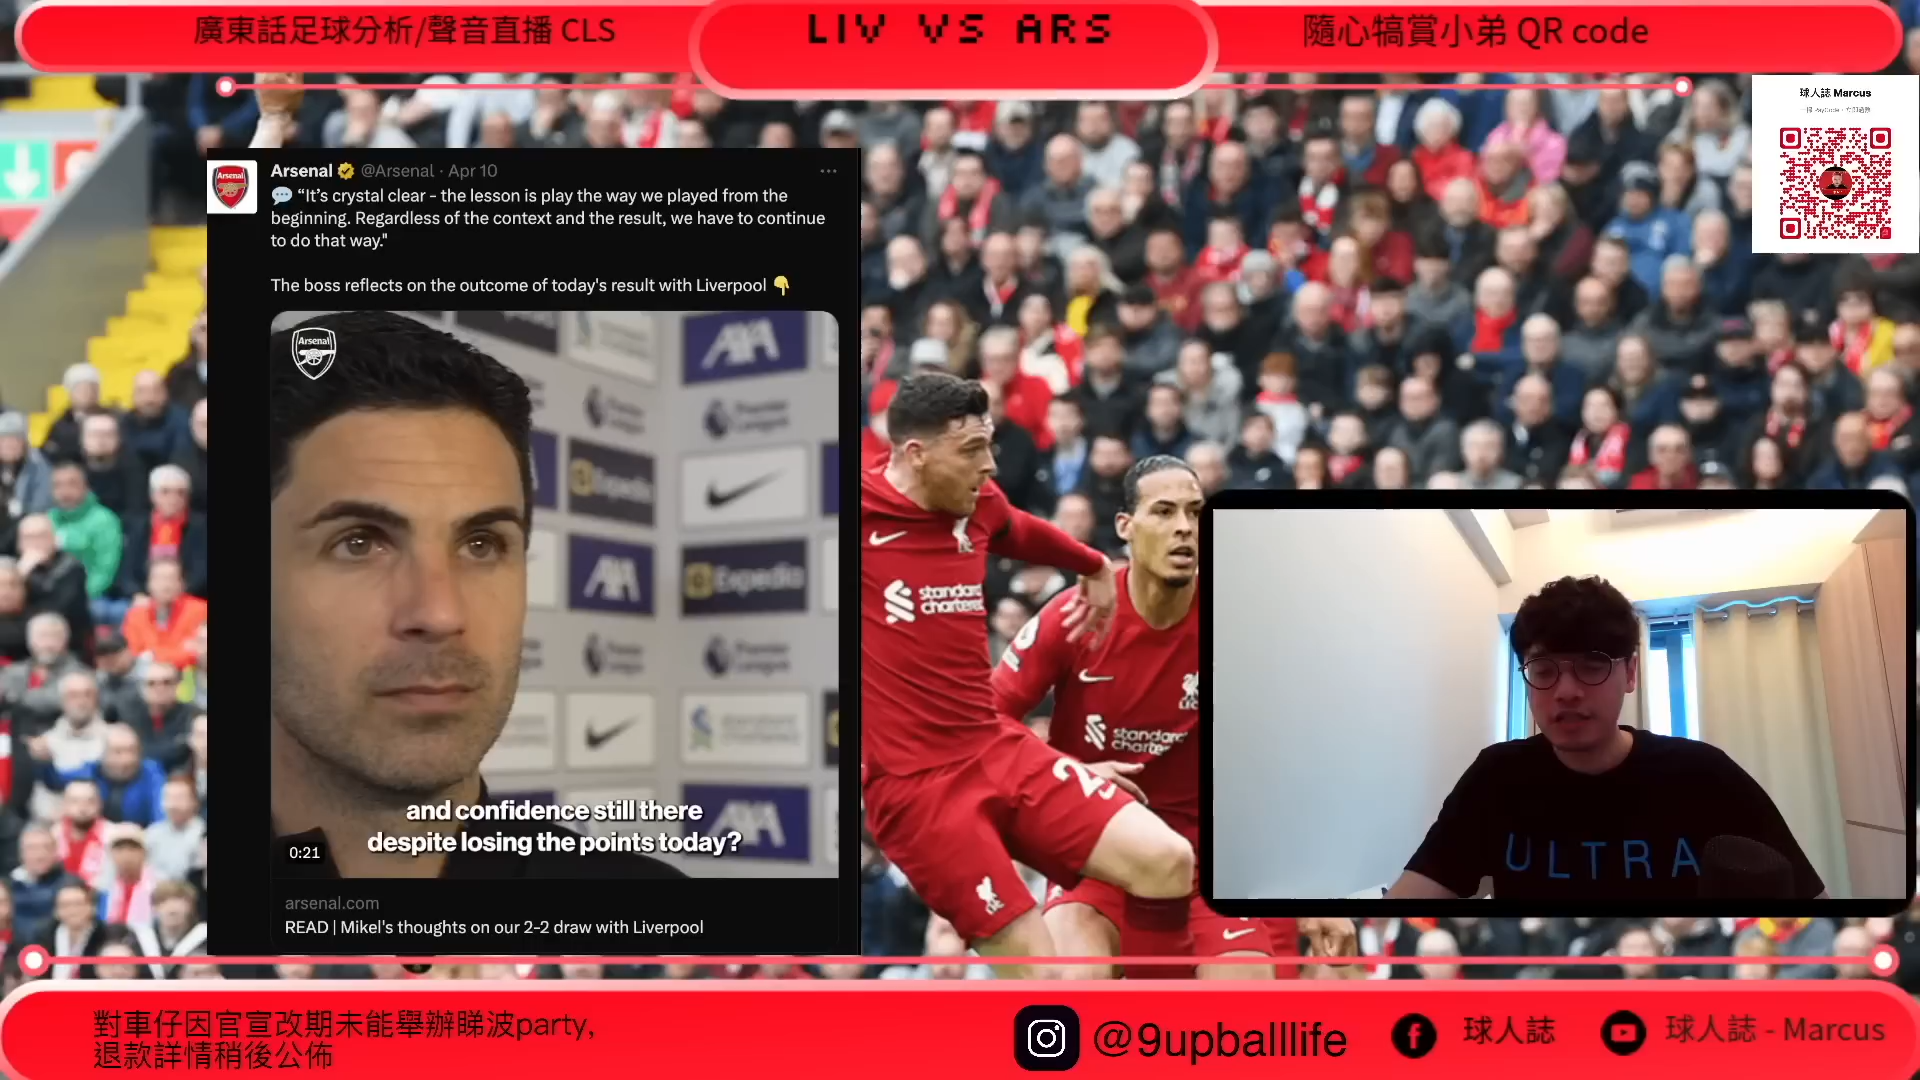 廣東話足球分析/聲音直播 CLS
LIV VS ARS
隨心犒賞小弟 QR code
球人誌 Marcus
Arsenal @Arsenal · Apr 10
“It’s crystal clear - the lesson is play the way we played from the
beginning. Regardless of the context and the result, we have to continue
to do that way."
The boss reflects on the outcome of today's result with Liverpool
Arsenal
AXA
Premier League
Expedia
and confidence still there
despite losing the points today?
0:21
arsenal.com
READ | Mikel's thoughts on our 2-2 draw with Liverpool
standard
chartered
standard
charte
2
ULTRA
對車仔因官宣改期未能舉辦睇波party,
退款詳情稍後公佈
@9upballlife
球人誌
球人誌 - Marcus